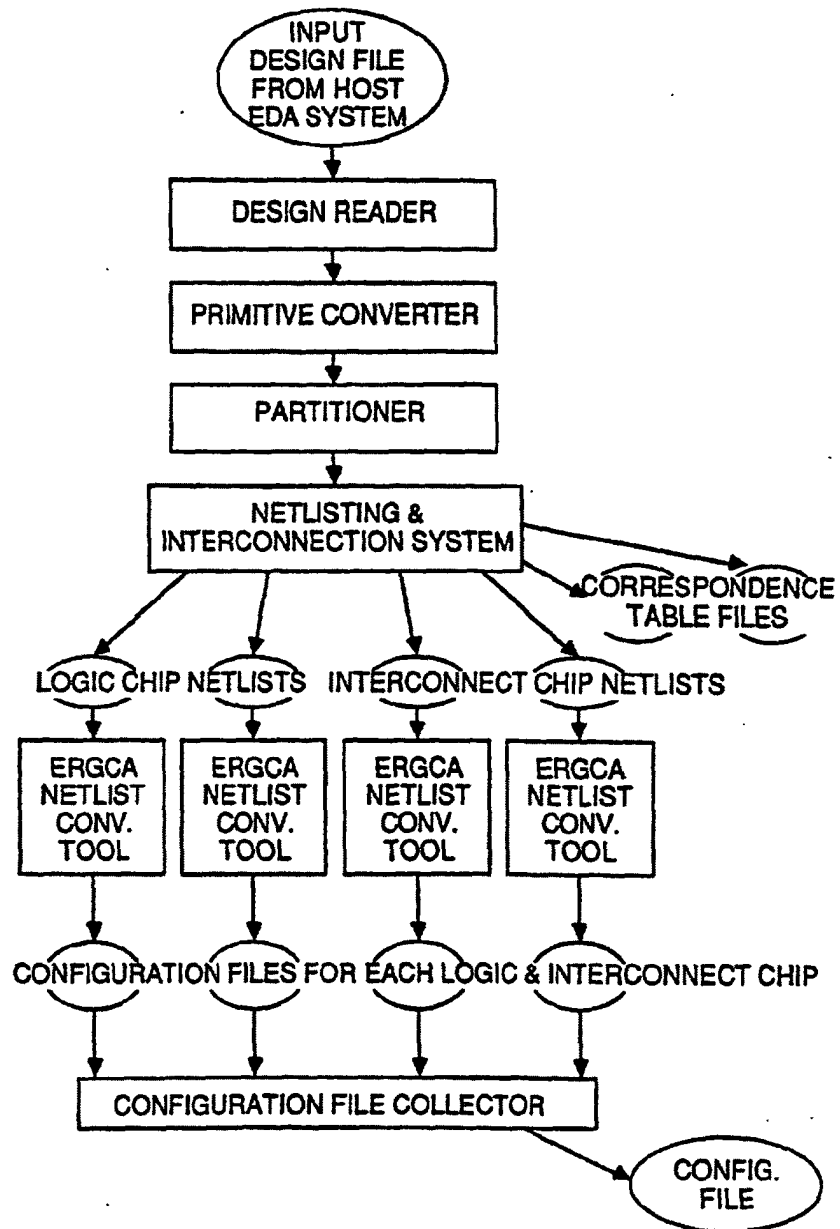 INPUT
DESIGN FILE
FROM HOST
EDA SYSTEM
DESIGN READER
PRIMITIVE CONVERTER
PARTITIONER
NETLISTING &
INTERCONNECTION SYSTEM
CORRESPONDENCE
TABLE FILES
LOGIC CHIP NETLISTS
INTERCONNECT CHIP NETLISTS
ERGCA
NETLIST
CONV.
TOOL
ERGCA
NETLIST
CONV.
TOOL
ERGCA
NETLIST
CONV.
TOOL
ERGCA
NETLIST
CONV.
TOOL
CONFIGURATION FILES FOR EACH LOGIC & INTERCONNECT CHIP
CONFIGURATION FILE COLLECTOR
CONFIG.
FILE